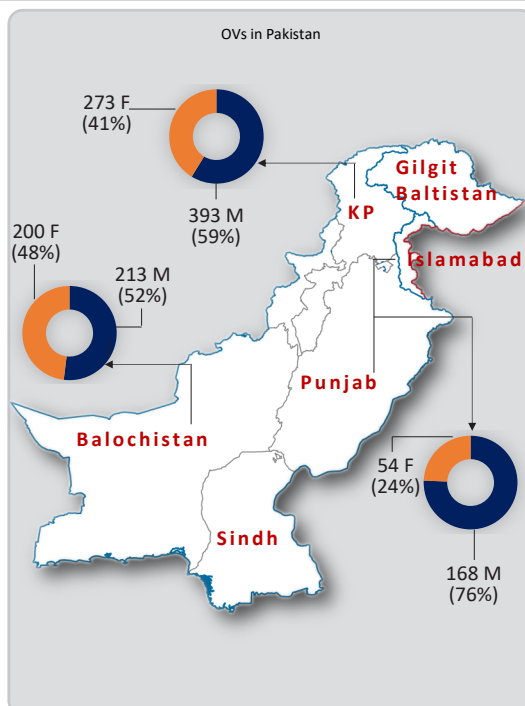 OVs in Pakistan
273 F
(41%)
393 M
(59%)
Gilgit
Baltistan
KP
Islamabad
200 F
(48%)
213 M
(52%)
Punjab
Balochistan
54 F
(24%)
Sindh
168 M
(76%)